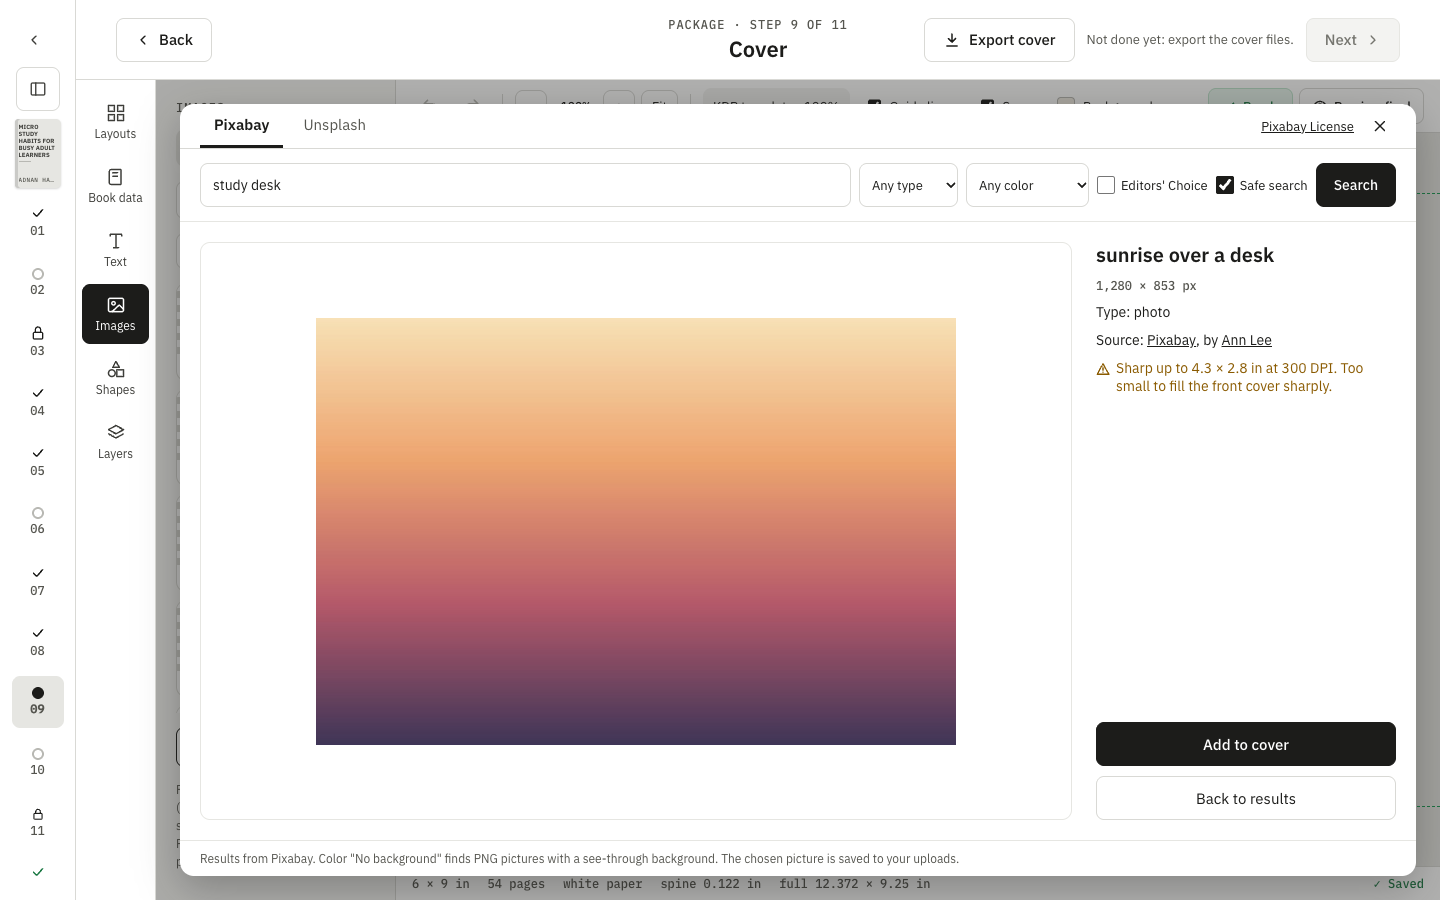 PACKAGE · STEP 9 OF 11
Back
Cover
Export cover
Not done yet: export the cover files.
Next
MICRO
STUDY
HABITS FOR
BUSY ADULT
LEARNERS
ADNAN HA…
01
02
03
04
05
06
07
08
09
10
11
Layouts
Book data
Text
Images
Shapes
Layers
Pixabay
Unsplash
Pixabay License
study desk
Any type
Any color
Editors' Choice
Safe search
Search
sunrise over a desk
1,280 × 853 px
Type: photo
Source: Pixabay, by Ann Lee
Sharp up to 4.3 × 2.8 in at 300 DPI. Too
small to fill the front cover sharply.
Add to cover
Back to results
Results from Pixabay. Color "No background" finds PNG pictures with a see-through background. The chosen picture is saved to your uploads.
6 × 9 in 54 pages white paper spine 0.122 in full 12.372 × 9.25 in
✓ Saved